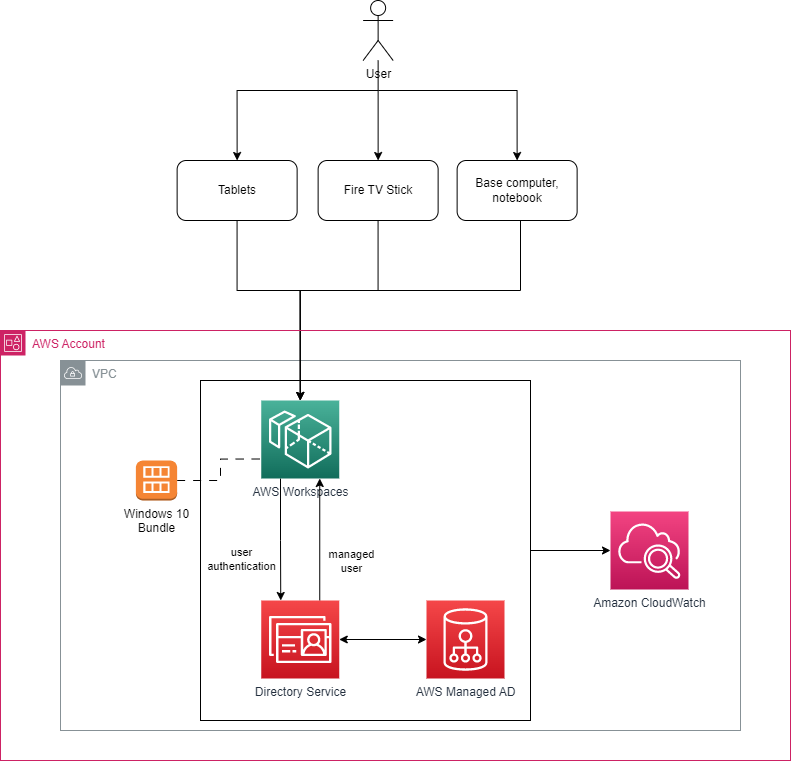 User
Tablets
Fire TV Stick
Base computer,
notebook
AWS Account
VPC
AWS Workspaces
Windows 10
Bundle
user
authentication
managed
user
Amazon CloudWatch
Directory Service
AWS Managed AD